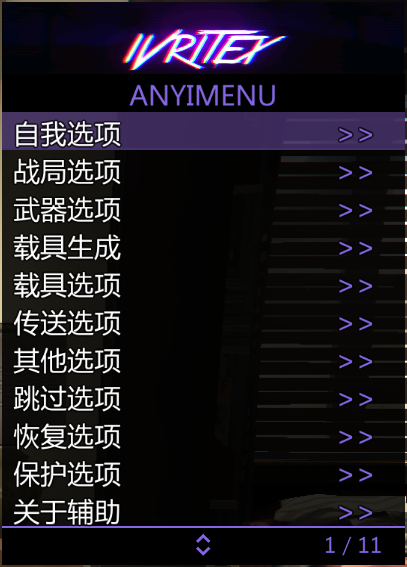 IVRITEX
ANYIMENU
自我选项 >>
战局选项 >>
武器选项 >>
载具生成 >>
载具选项 >>
传送选项 >>
其他选项 >>
跳过选项 >>
恢复选项 >>
保护选项 >>
关于辅助 >>
1 / 11